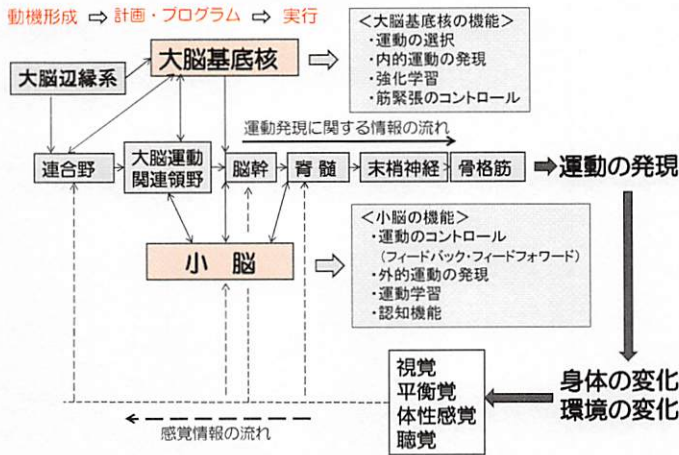 動機形成 ⇨ 計画・プログラム ⇨ 実行
大脳基底核
<大脳基底核の機能>
・運動の選択
・内的運動の発現
・強化学習
・筋緊張のコントロール
大脳辺縁系
運動発現に関する情報の流れ
連合野
大脳運動
関連領野
脳幹
脊髄
末梢神経
骨格筋
運動の発現
小脳
<小脳の機能>
・運動のコントロール
(フィードバック・フィードフォワード)
・外的運動の発現
・運動学習
・認知機能
視覚
平衡覚
体性感覚
聴覚
身体の変化
環境の変化
感覚情報の流れ